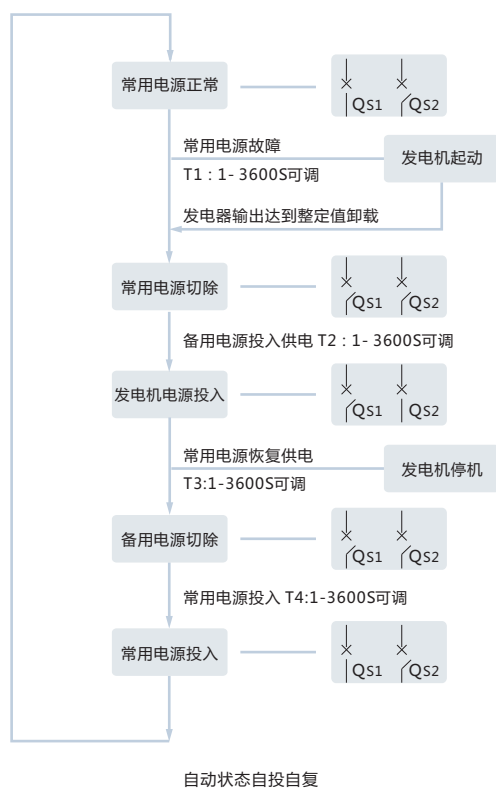 常用电源正常
QS1 QS2
常用电源故障
T1：1- 3600S可调
发电机起动
发电器输出达到整定值卸载
常用电源切除
QS1 QS2
备用电源投入供电 T2：1- 3600S可调
发电机电源投入
QS1 QS2
常用电源恢复供电
T3:1-3600S可调
发电机停机
备用电源切除
QS1 QS2
常用电源投入 T4:1-3600S可调
常用电源投入
QS1 QS2
自动状态自投自复